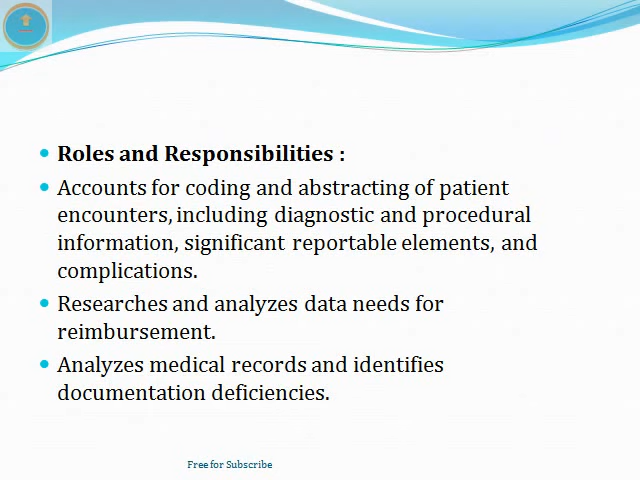 Roles and Responsibilities :
Accounts for coding and abstracting of patient
encounters, including diagnostic and procedural
information, significant reportable elements, and
complications.
Researches and analyzes data needs for
reimbursement.
Analyzes medical records and identifies
documentation deficiencies.
Free for Subscribe